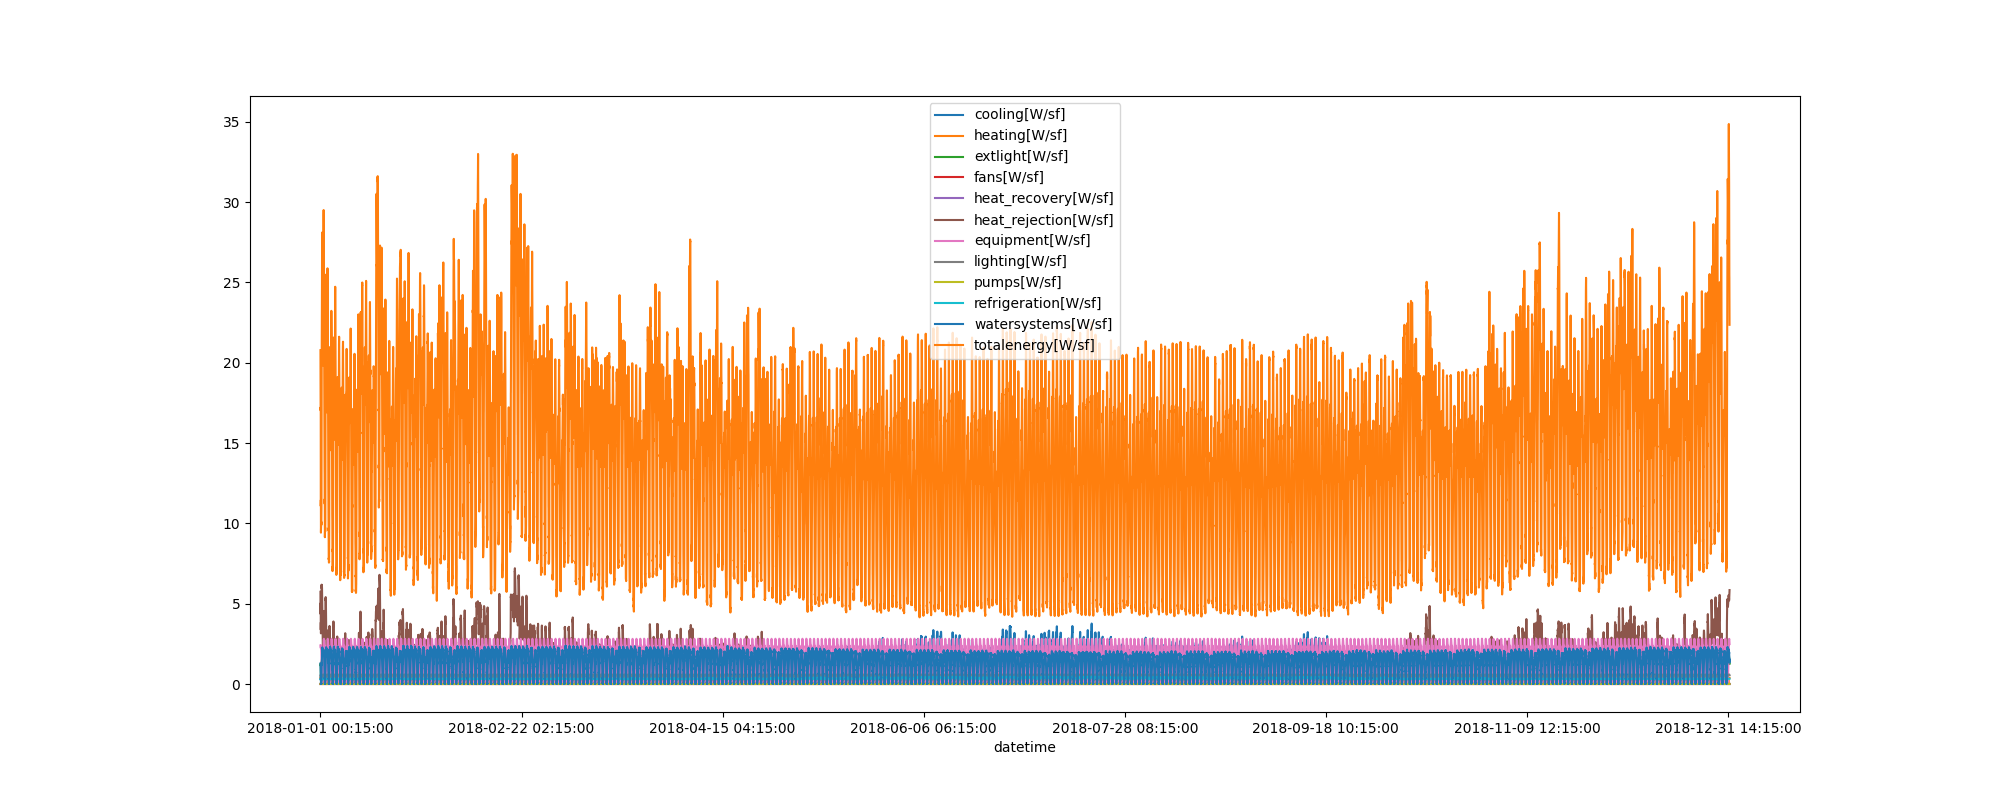 35
30
25
20
15
10
5
0
cooling[W/sf]
heating[W/sf]
extlight[W/sf]
fans[W/sf]
heat_recovery[W/sf]
heat_rejection[W/sf]
equipment[W/sf]
lighting[W/sf]
pumps[W/sf]
refrigeration[W/sf]
watersystems[W/sf]
totalenergy[W/sf]
2018-01-01 00:15:00 2018-02-22 02:15:00 2018-04-15 04:15:00 2018-06-06 06:15:00 2018-07-28 08:15:00 2018-09-18 10:15:00 2018-11-09 12:15:00 2018-12-31 14:15:00
datetime